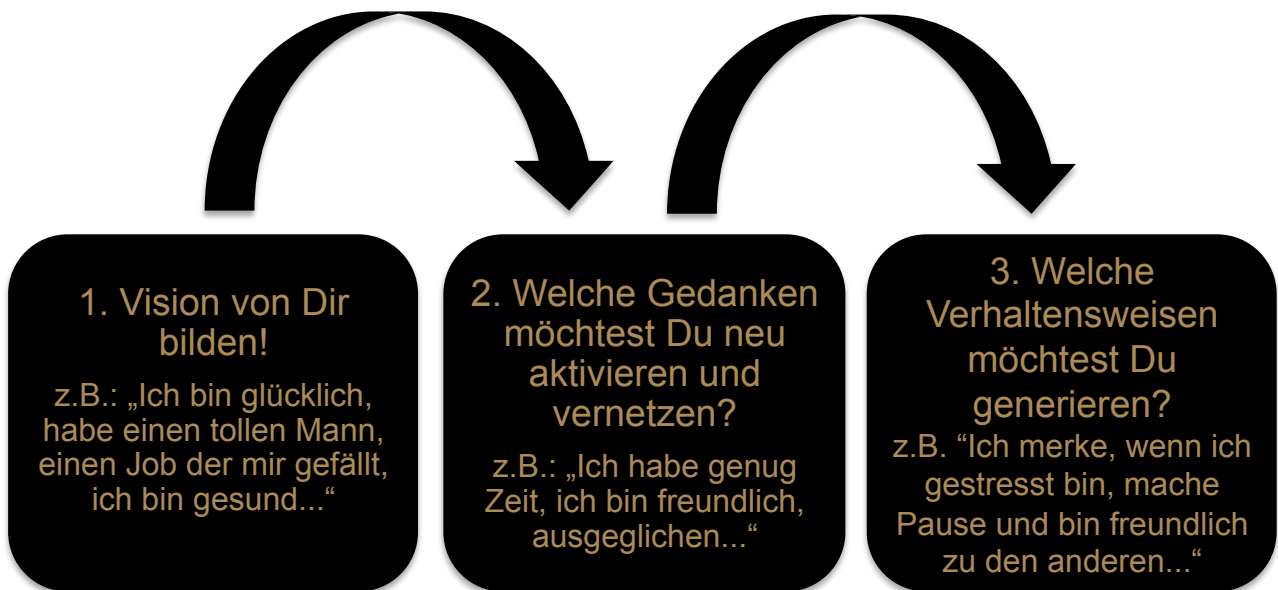 1. Vision von Dir
bilden!
z.B.: „Ich bin glücklich,
habe einen tollen Mann,
einen Job der mir gefällt,
ich bin gesund...“
2. Welche Gedanken
möchtest Du neu
aktivieren und
vernetzen?
z.B.: „Ich habe genug
Zeit, ich bin freundlich,
ausgeglichen...“
3. Welche
Verhaltensweisen
möchtest Du
generieren?
z.B. “Ich merke, wenn ich
gestresst bin, mache
Pause und bin freundlich
zu den anderen...“